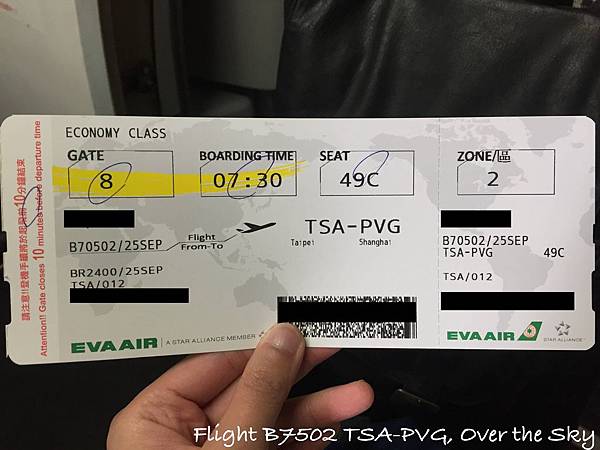 請注意!!登機手續將於起飛前10分鐘結束
Attention!! Gate closes 10 minutes before departure time
ECONOMY CLASS
GATE BOARDING TIME SEAT
8 07:30 49C
B70502/25SEP
Flight
From-To
TSA-PVG
Taipei Shanghai
BR2400/25SEP
TSA/012
EVA AIR A STAR ALLIANCE MEMBER
ZONE/區
2
B70502/25SEP
TSA-PVG 49C
TSA/012
EVA AIR
STAR ALLIANCE
Flight B7502 TSA-PVG, Over the Sky